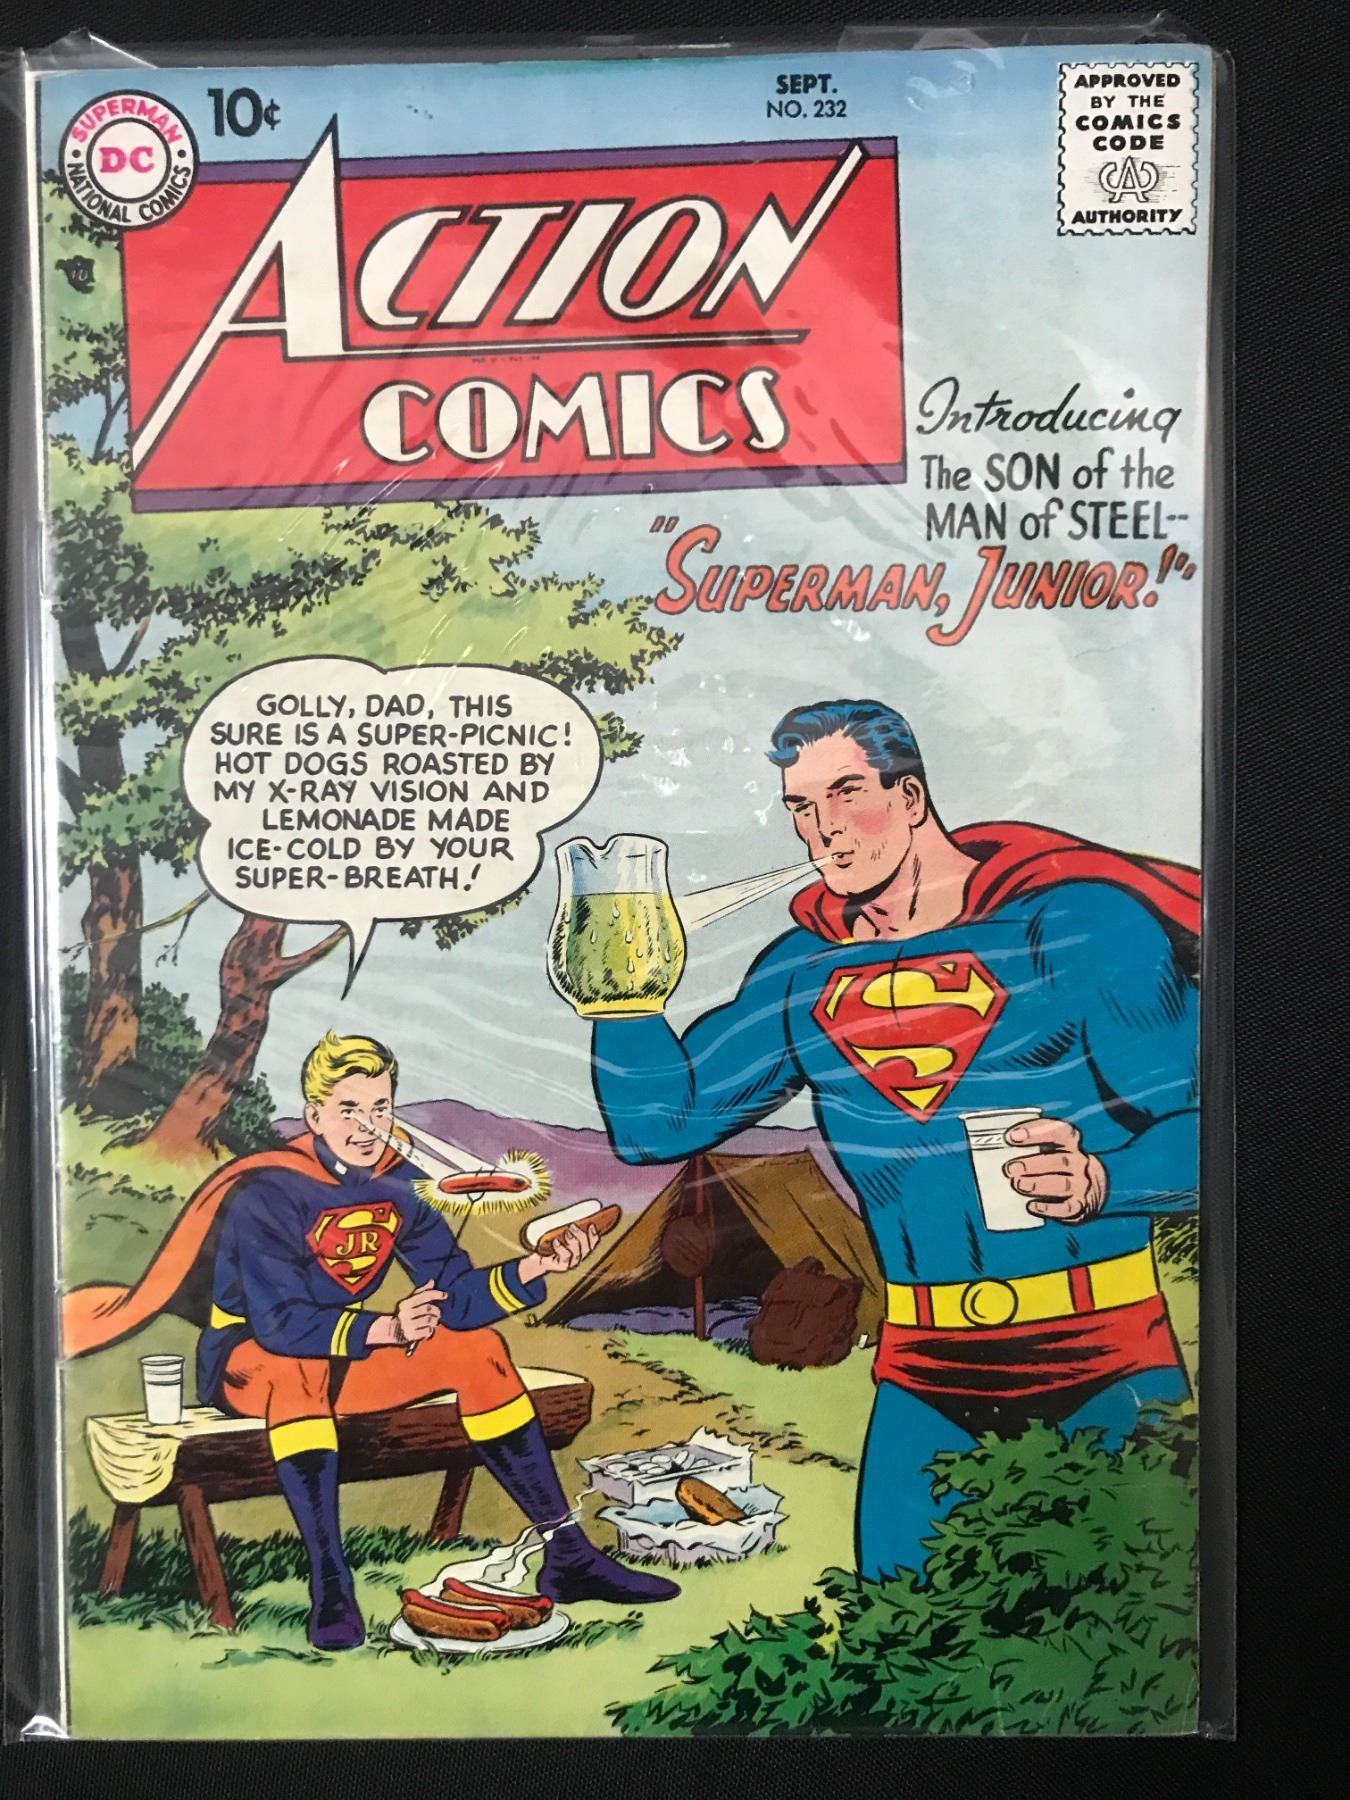 SUPERMAN
DC
NATIONAL COMICS
10¢
SEPT.
NO. 232
APPROVED
BY THE
COMICS
CODE
CA
AUTHORITY
ACTION
COMICS
Introducing
The SON of the
MAN of STEEL--
"SUPERMAN, JUNIOR!"
GOLLY, DAD, THIS
SURE IS A SUPER-PICNIC!
HOT DOGS ROASTED BY
MY X-RAY VISION AND
LEMONADE MADE
ICE-COLD BY YOUR
SUPER-BREATH!
S
S
JR